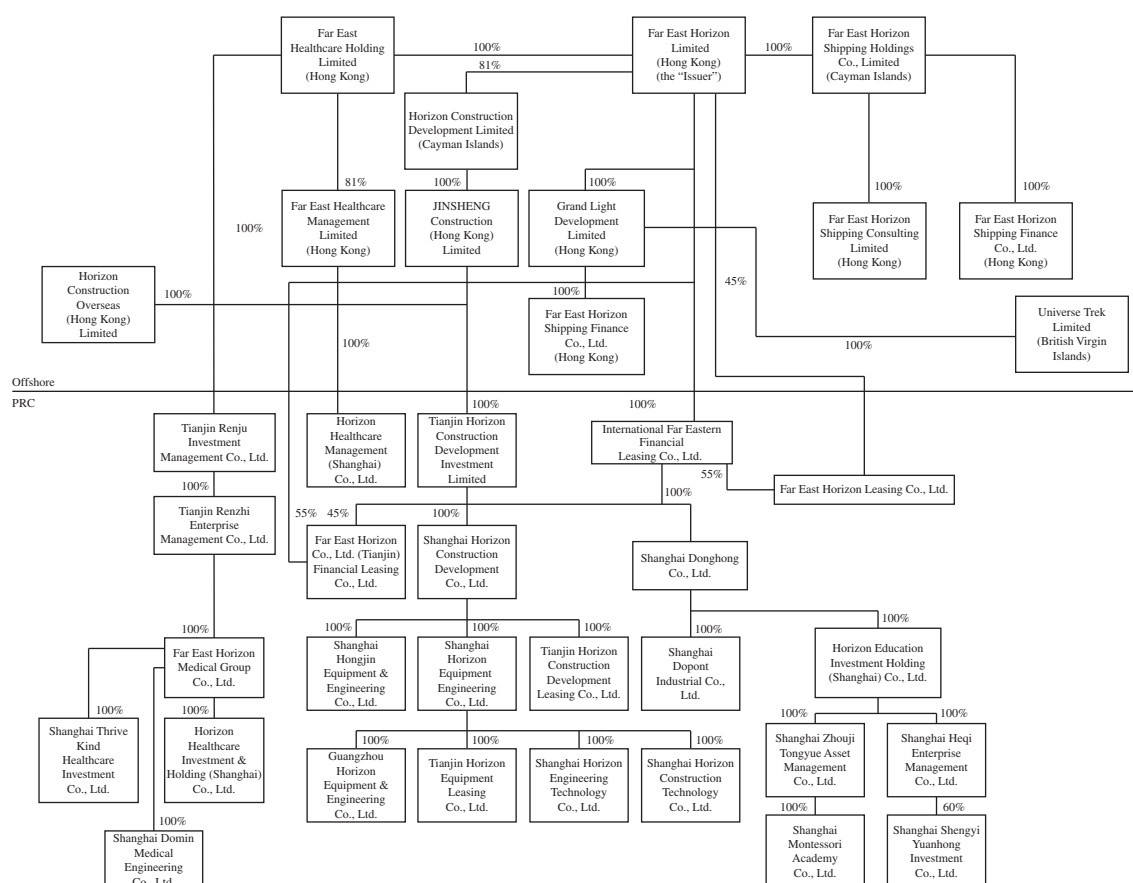 Far East
Healthcare Holding
Limited
(Hong Kong)
100%
Far East Horizon
Limited
(Hong Kong)
(the “Issuer”)
100%
Far East Horizon
Shipping Holdings
Co., Limited
(Cayman Islands)
81%
Horizon Construction
Development Limited
(Cayman Islands)
81%
100%
100%
100%
100%
Far East Healthcare
Management
Limited
(Hong Kong)
JINSHENG
Construction
(Hong Kong)
Limited
Grand Light
Development
Limited
(Hong Kong)
Far East Horizon
Shipping Consulting
Limited
(Hong Kong)
Far East Horizon
Shipping Finance
Co., Ltd.
(Hong Kong)
100%
Horizon
Construction
Overseas
(Hong Kong)
Limited
100%
100%
45%
Far East Horizon
Shipping Finance
Co., Ltd.
(Hong Kong)
Universe Trek
Limited
(British Virgin
Islands)
100%
100%
Offshore
PRC
100%
100%
Tianjin Renju
Investment
Management Co., Ltd.
Horizon
Healthcare
Management
(Shanghai)
Co., Ltd.
Tianjin Horizon
Construction
Development
Investment
Limited
International Far Eastern
Financial
Leasing Co., Ltd.
55%
Far East Horizon Leasing Co., Ltd.
100%
100%
Tianjin Renzhi
Enterprise
Management Co., Ltd.
55%
45%
100%
Far East Horizon
Co., Ltd. (Tianjin)
Financial Leasing
Co., Ltd.
Shanghai Horizon
Construction
Development
Co., Ltd.
Shanghai Donghong
Co., Ltd.
100%
100%
100%
100%
100%
100%
Far East Horizon
Medical Group
Co., Ltd.
Shanghai
Hongjin
Equipment &
Engineering
Co., Ltd.
Shanghai
Horizon
Equipment
Engineering
Co., Ltd.
Tianjin Horizon
Construction
Development
Leasing Co., Ltd.
Shanghai
Dopont
Industrial Co.,
Ltd.
Horizon Education
Investment Holding
(Shanghai) Co., Ltd.
100%
100%
100%
100%
Shanghai Thrive
Kind
Healthcare
Investment
Co., Ltd.
Horizon
Healthcare
Investment &
Holding (Shanghai)
Co., Ltd.
100%
100%
100%
100%
Guangzhou
Horizon
Equipment &
Engineering
Co., Ltd.
Tianjin Horizon
Equipment
Leasing
Co., Ltd.
Shanghai Horizon
Engineering
Technology
Co., Ltd.
Shanghai Horizon
Construction
Technology
Co., Ltd.
Shanghai Zhouji
Tongyue Asset
Management
Co., Ltd.
Shanghai Heqi
Enterprise
Management
Co., Ltd.
100%
100%
60%
Shanghai Domin
Medical
Engineering
Co., Ltd.
Shanghai
Montessori
Academy
Co., Ltd.
Shanghai Shengyi
Yuanhong
Investment
Co., Ltd.